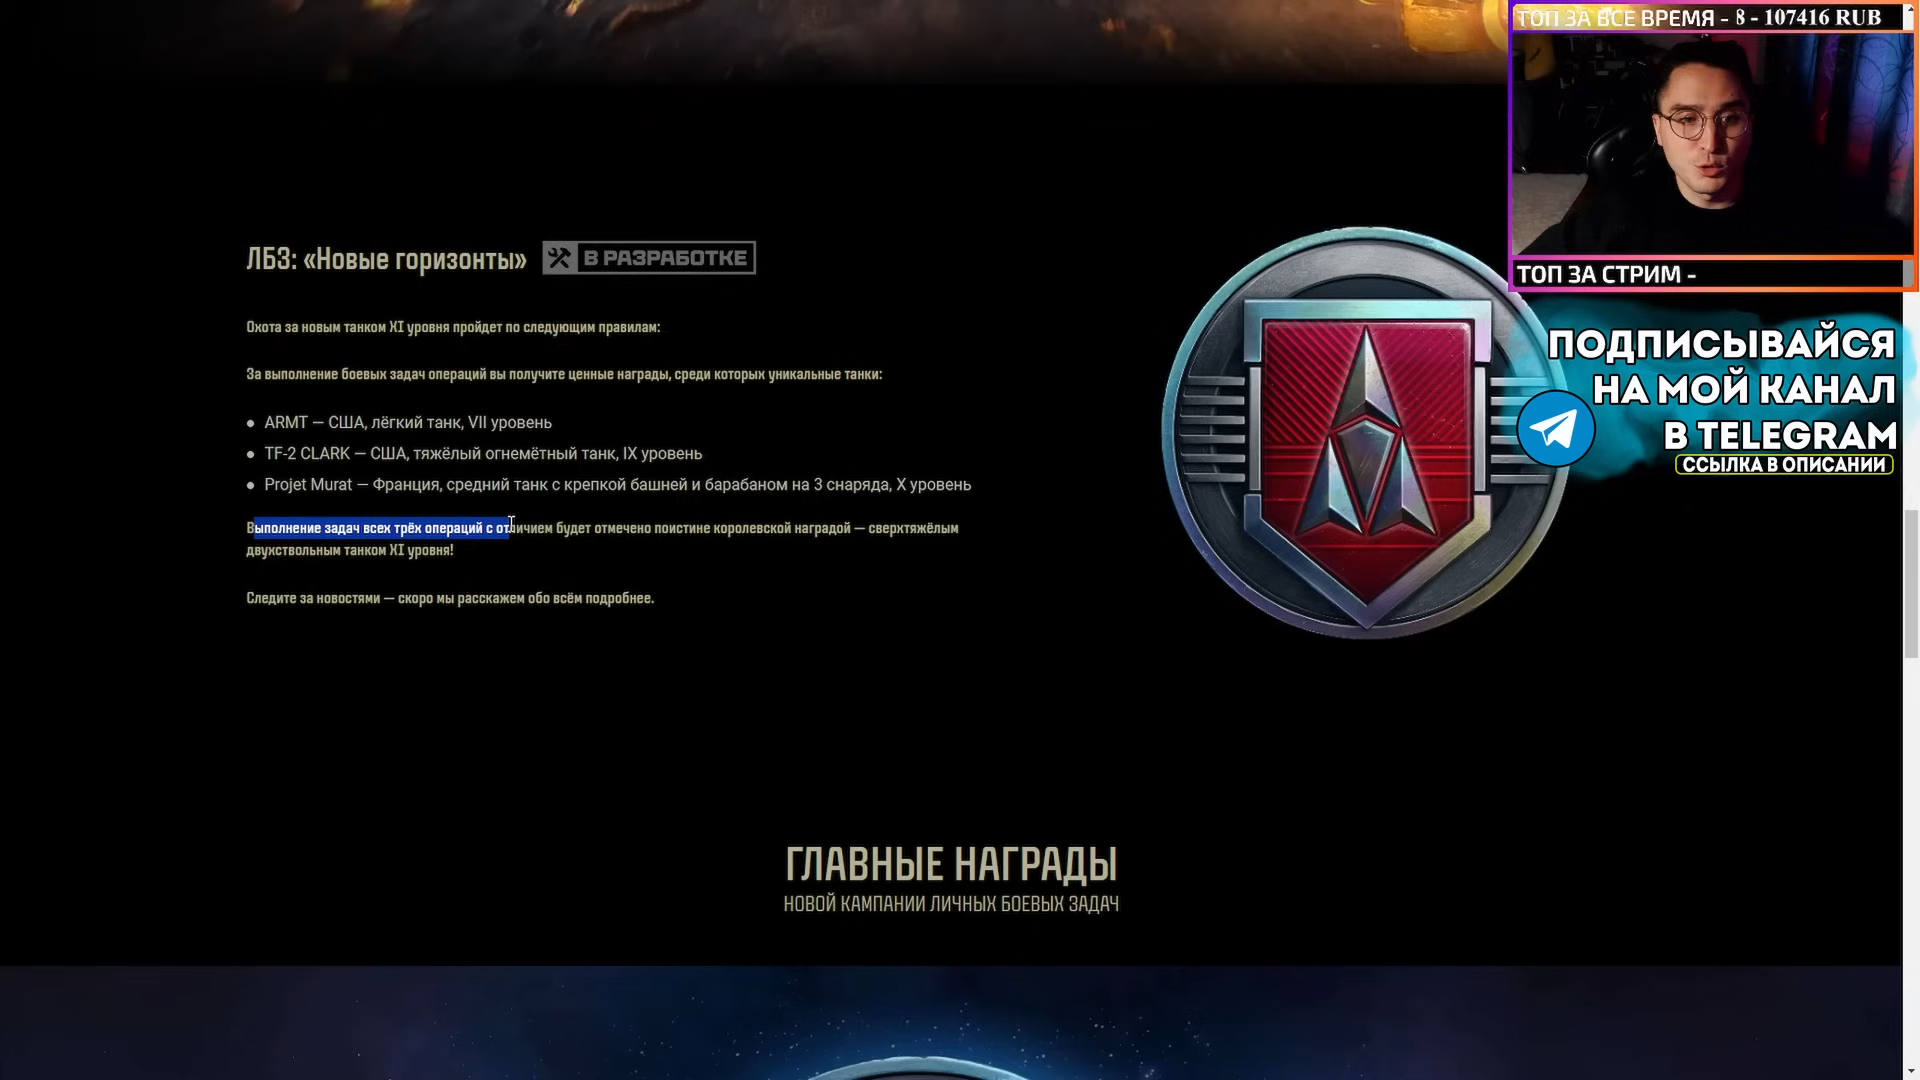 ТОП ЗА ВСЕ ВРЕМЯ - 8 - 107416 RUB
ТОП ЗА СТРИМ -
ПОДПИСЫВАЙСЯ
НА МОЙ КАНАЛ
В TELEGRAM
ССЫЛКА В ОПИСАНИИ
ЛБЗ: «Новые горизонты» В РАЗРАБОТКЕ
Охота за новым танком XI уровня пройдет по следующим правилам:
За выполнение боевых задач операций вы получите ценные награды, среди которых уникальные танки:
• ARMT — США, лёгкий танк, VII уровень
• TF-2 CLARK — США, тяжёлый огнемётный танк, IX уровень
• Projet Murat — Франция, средний танк с крепкой башней и барабаном на 3 снаряда, X уровень
Выполнение задач всех трёх операций с отличием будет отмечено поистине королевской наградой — сверхтяжёлым
двухствольным танком XI уровня!
Следите за новостями — скоро мы расскажем обо всём подробнее.
ГЛАВНЫЕ НАГРАДЫ
НОВОЙ КАМПАНИИ ЛИЧНЫХ БОЕВЫХ ЗАДАЧ